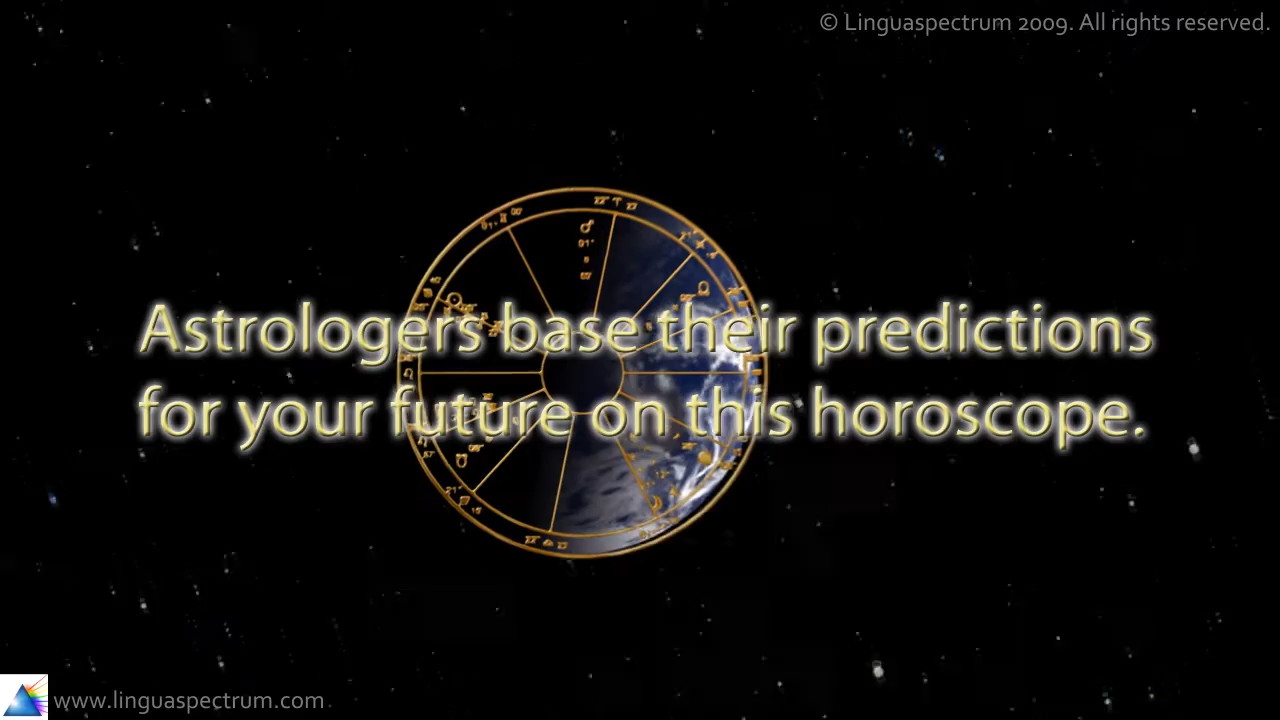 © Linguaspectrum 2009. All rights reserved.
Astrologers base their predictions
for your future on this horoscope.
www.linguaspectrum.com